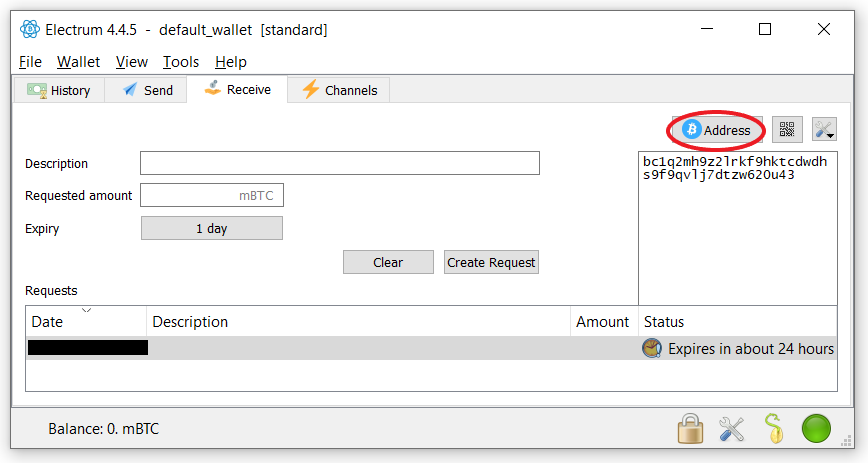 Electrum 4.4.5 - default_wallet [standard]
File Wallet View Tools Help
History Send Receive Channels
Address
Description
bc1q2mh9z2lrkf9hktcdwdh
s9f9qvlj7dtzw620u43
Requested amount mBTC
Expiry 1 day
Clear Create Request
Requests
Date Description Amount Status
Expires in about 24 hours
Balance: 0. mBTC